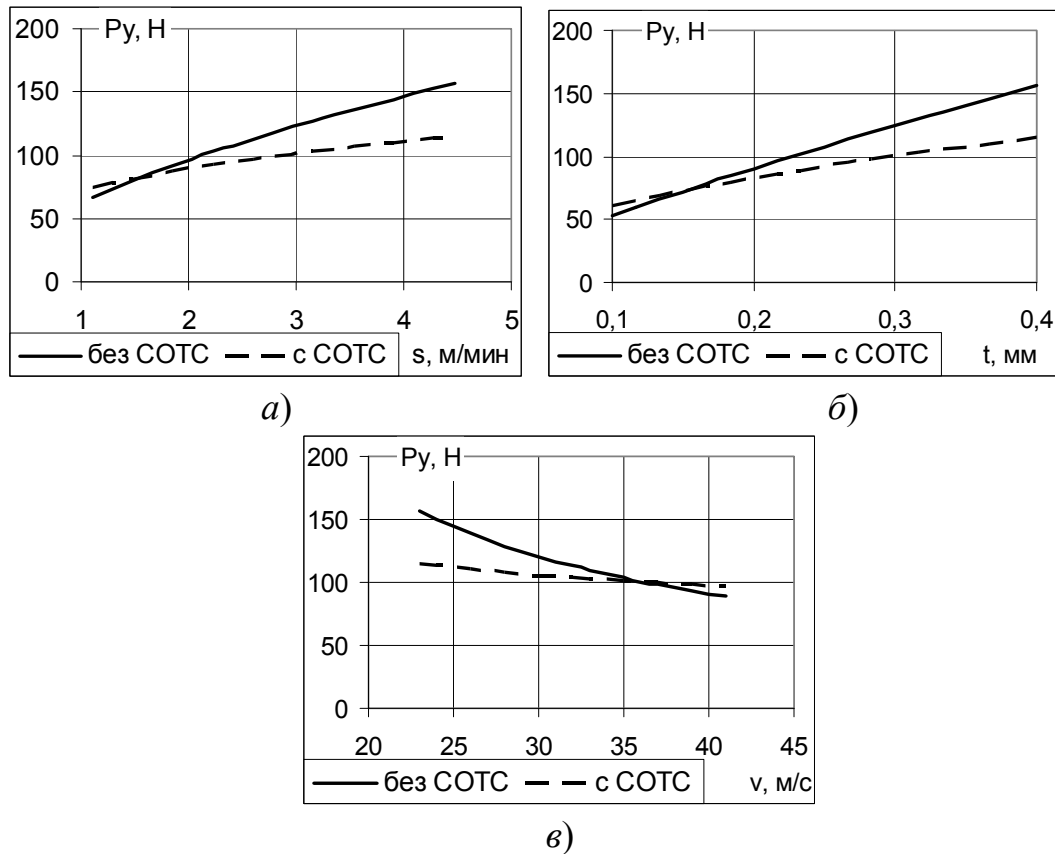 Py, Н
200
150
100
50
0
1 2 3 4 5
без СОТС с СОТС s, м/мин
а)
Py, Н
200
150
100
50
0
0,1 0,2 0,3 0,4
без СОТС с СОТС t, мм
б)
Py, Н
200
150
100
50
0
20 25 30 35 40 45
без СОТС с СОТС v, м/с
в)